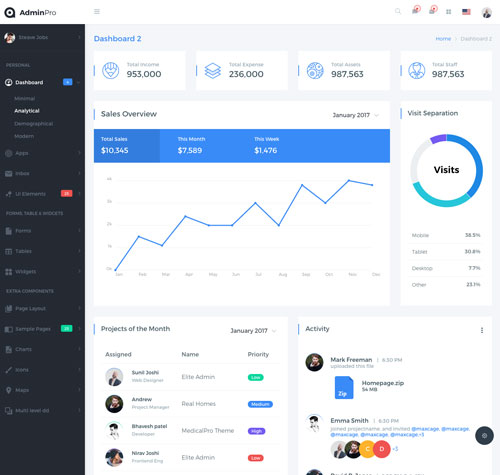 AdminPro
Steave Jobs
PERSONAL
Dashboard
Minimal
Analytical
Demographical
Modern
Apps
Inbox
UI Elements
FORMS, TABLE & WIDGETS
Forms
Tables
Widgets
EXTRA COMPONENTS
Page Layout
Sample Pages
Charts
Icons
Maps
Multi level dd
Dashboard 2
Home > Dashboard 2
Total Income
953,000
Total Expense
236,000
Total Assets
987,563
Total Staff
987,563
Sales Overview
January 2017
Total Sales
$10,345
This Month
$7,589
This Week
$1,476
4k
3k
2k
1k
0k
Jan Feb Mar Apr May Jun July Aug Sep Oct Nov Dec
Visit Separation
Visits
Mobile 38.5%
Tablet 30.8%
Desktop 7.7%
Other 23.1%
Projects of the Month
January 2017
Assigned Name Priority
Sunil Joshi
Web Designer
Elite Admin
Low
Andrew
Project Manager
Real Homes
Medium
Bhavesh patel
Developer
MedicalPro Theme
High
Nirav Joshi
Frontend Eng
Elite Admin
Low
Activity
Mark Freeman | 6:30 PM
uploaded this file
Zip
Homepage.zip
54 MB
Emma Smith | 6:30 PM
joined projectname, and invited @maxcage, @maxcage, @maxcage, @maxcage, @maxcage +3
C
D
+3